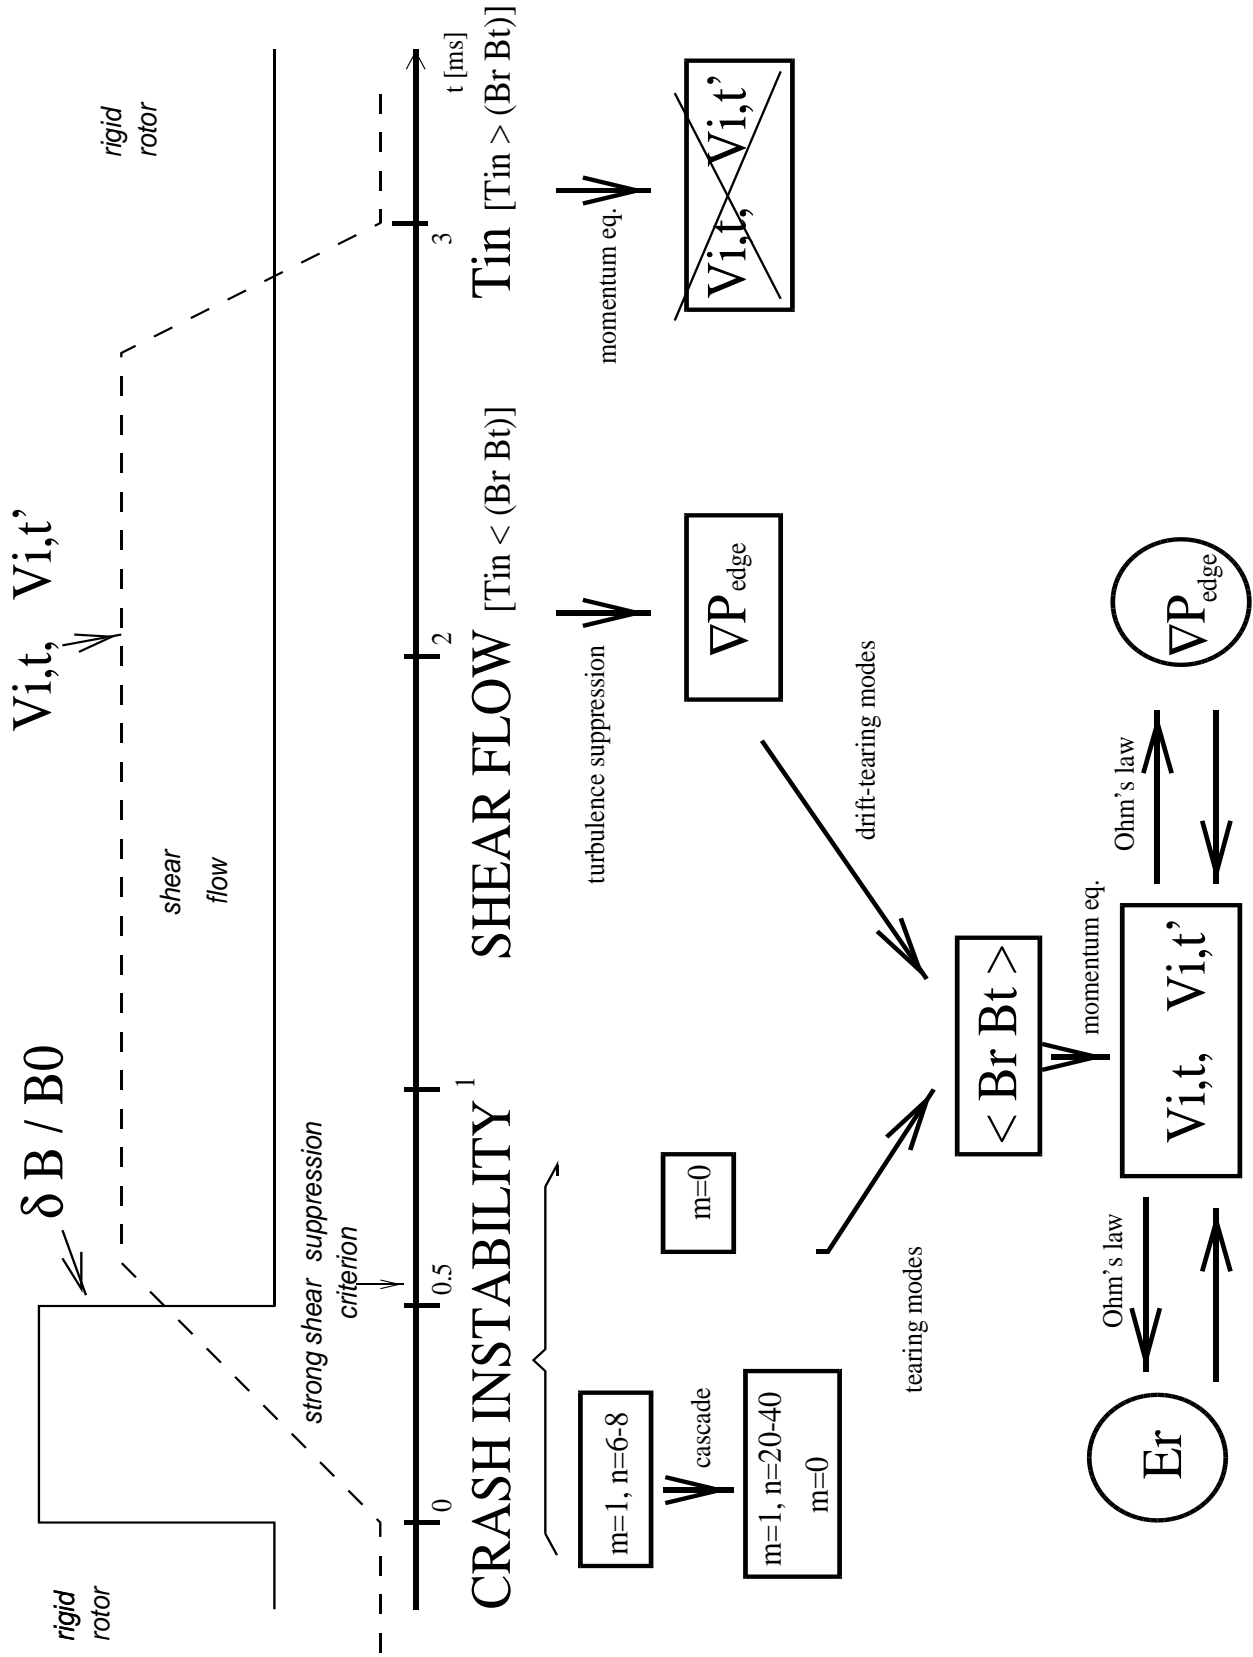 Vi,t, Vi,t’
δ B / B0
rigid
rotor
shear
flow
rigid
rotor
strong shear suppression
criterion
0
0.5
1
2
3
t [ms]
CRASH INSTABILITY
SHEAR FLOW [Tin < (Br Bt)]
Tin [Tin > (Br Bt)]
m=1, n=6-8
cascade
m=1, n=20-40
m=0
m=0
turbulence suppression
∇P edge
momentum eq.
Vi,t, Vi,t’
tearing modes
drift-tearing modes
< Br Bt >
momentum eq.
Er
Ohm’s law
Vi,t, Vi,t’
Ohm’s law
∇P edge